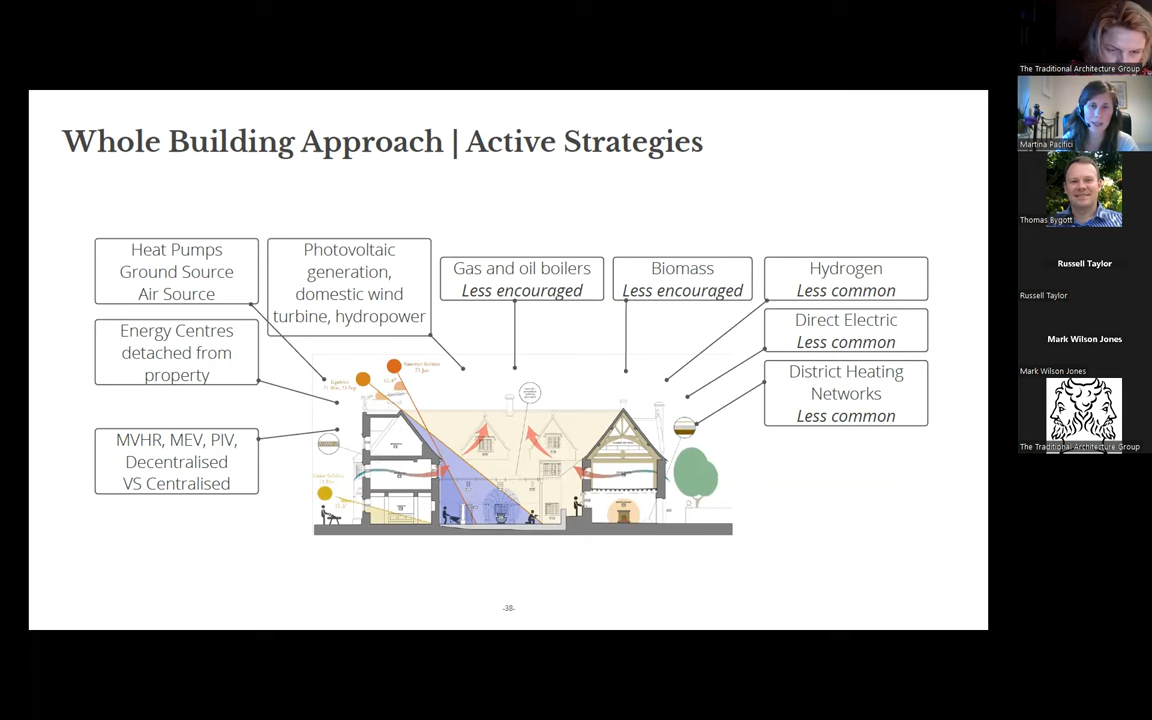 Whole Building Approach | Active Strategies
Heat Pumps
Ground Source
Air Source
Photovoltaic
generation,
domestic wind
turbine, hydropower
Gas and oil boilers
Less encouraged
Biomass
Less encouraged
Hydrogen
Less common
Energy Centres
detached from
property
Direct Electric
Less common
District Heating
Networks
Less common
MVHR, MEV, PIV,
Decentralised
VS Centralised
-38-
The Traditional Architecture Group
Martina Pacifici
Thomas Bygott
Russell Taylor
Russell Taylor
Mark Wilson Jones
Mark Wilson Jones
The Traditional Architecture Group